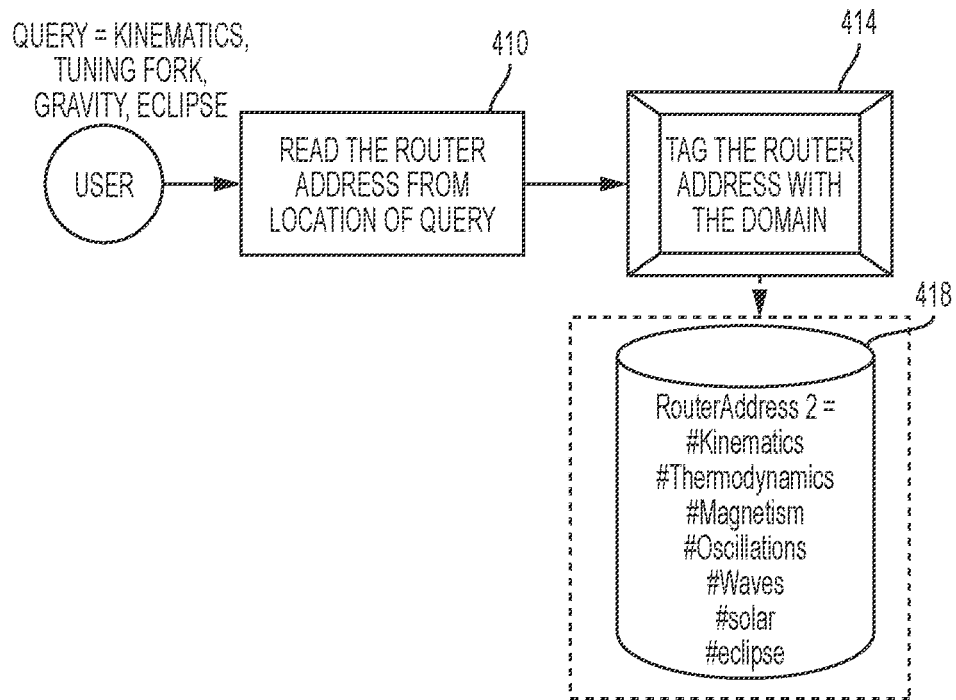 QUERY = KINEMATICS,
TUNING FORK,
GRAVITY, ECLIPSE
USER
410
READ THE ROUTER
ADDRESS FROM
LOCATION OF QUERY
414
TAG THE ROUTER
ADDRESS WITH
THE DOMAIN
418
RouterAddress 2 =
#Kinematics
#Thermodynamics
#Magnetism
#Oscillations
#Waves
#solar
#eclipse